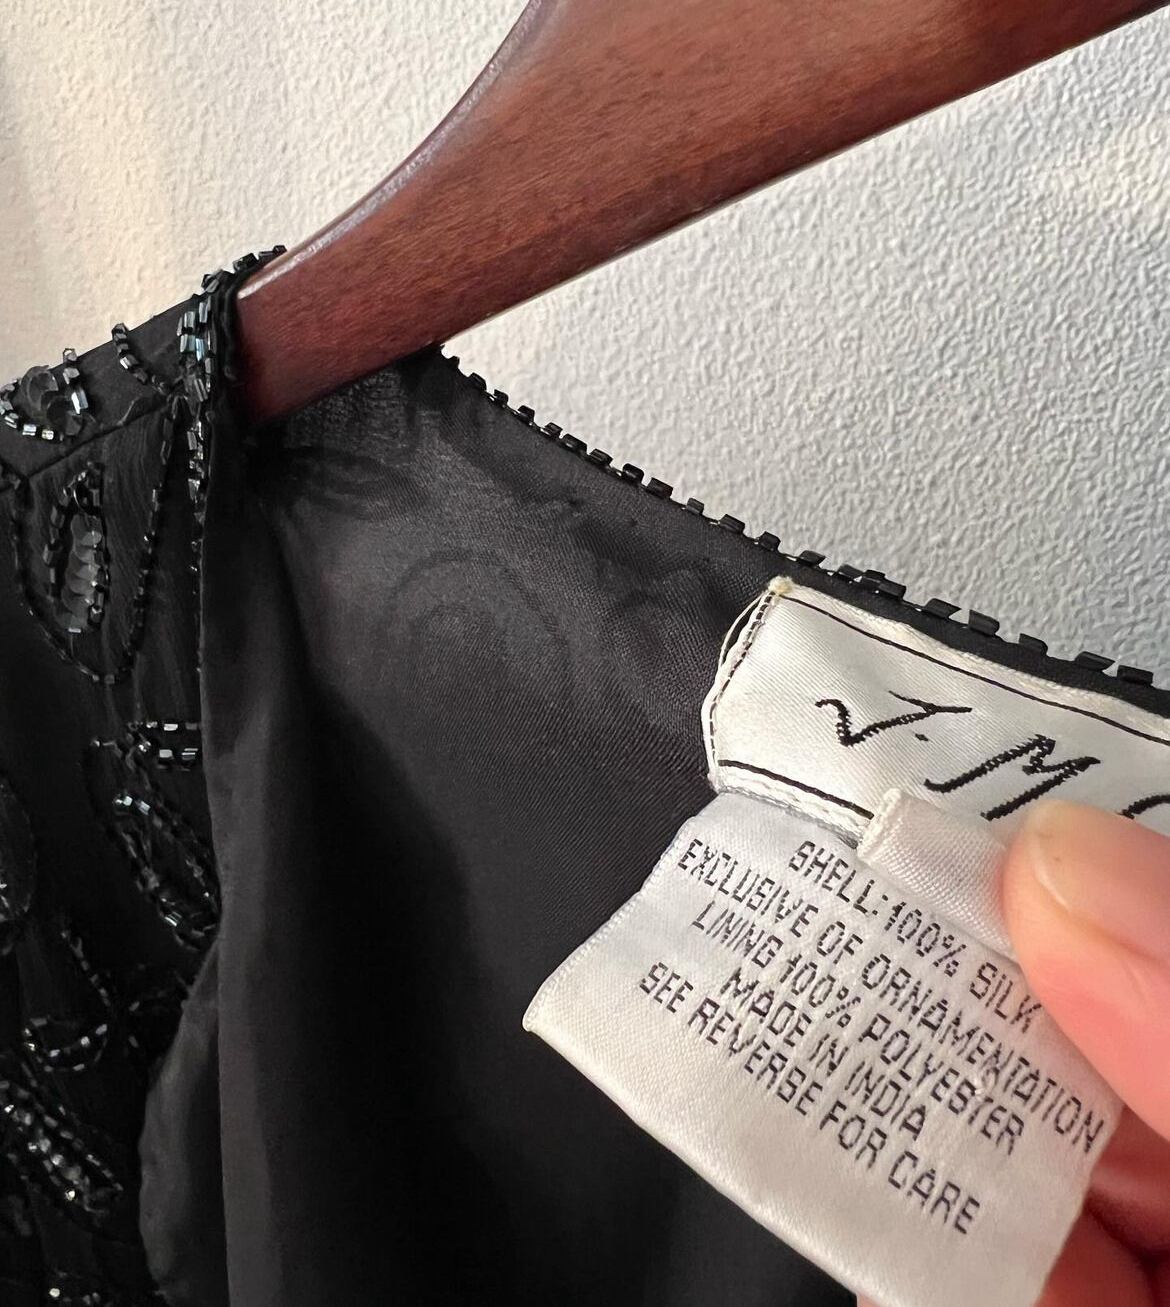 J. M
SHELL: 100% SILK
EXCLUSIVE OF ORNAMENTATION
LINING 100% POLYESTER
MADE IN INDIA
SEE REVERSE FOR CARE